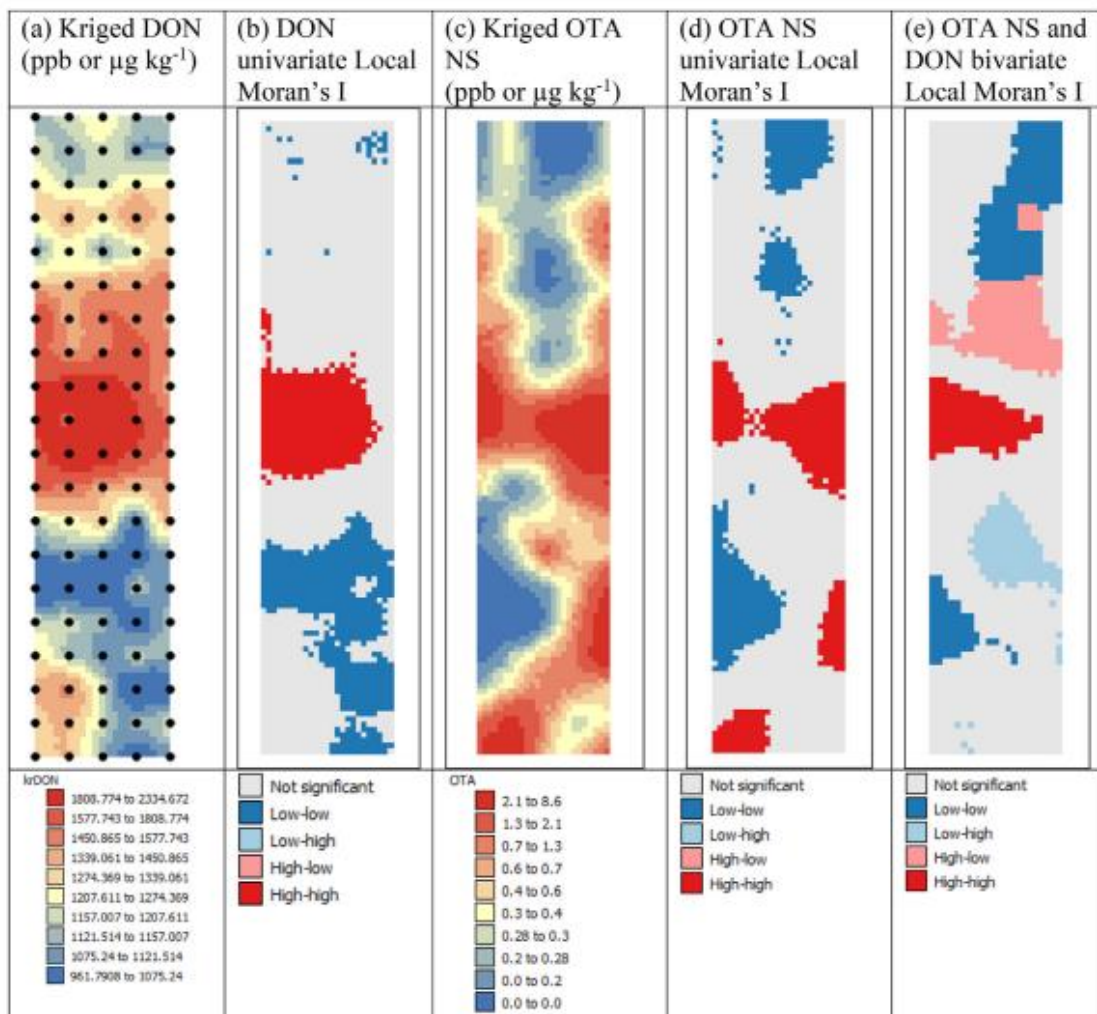 (a) Kriged DON
(ppb or µg kg⁻¹)
(b) DON
univariate Local
Moran's I
(c) Kriged OTA
NS
(ppb or µg kg⁻¹)
(d) OTA NS
univariate Local
Moran's I
(e) OTA NS and
DON bivariate
Local Moran's I
krDON
1808.774 to 2334.672
1577.743 to 1808.774
1450.865 to 1577.743
1339.061 to 1450.865
1274.369 to 1339.061
1207.611 to 1274.369
1157.007 to 1207.611
1121.514 to 1157.007
1075.24 to 1121.514
961.7908 to 1075.24
Not significant
Low-low
Low-high
High-low
High-high
OTA
2.1 to 8.6
1.3 to 2.1
0.7 to 1.3
0.6 to 0.7
0.4 to 0.6
0.3 to 0.4
0.28 to 0.3
0.2 to 0.28
0.0 to 0.2
0.0 to 0.0
Not significant
Low-low
Low-high
High-low
High-high
Not significant
Low-low
Low-high
High-low
High-high